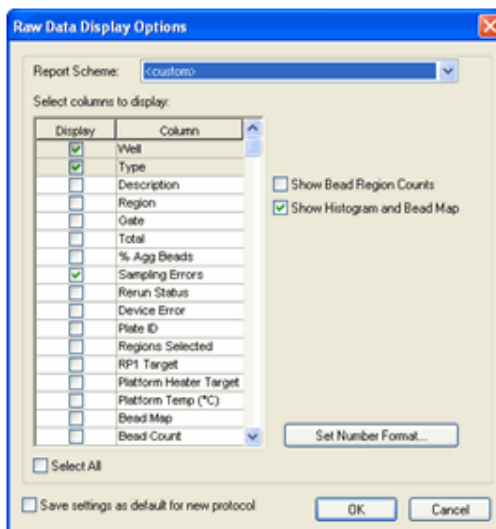 Raw Data Display Options
Report Scheme: <custom>
Select columns to display:
Display Column
Well
Type
Description
Region
Gate
Total
% Agg Beads
Sampling Errors
Rerun Status
Device Error
Plate ID
Regions Selected
RP1 Target
Platform Heater Target
Platform Temp (°C)
Bead Map
Bead Count
Show Bead Region Counts
Show Histogram and Bead Map
Set Number Format...
Select All
Save settings as default for new protocol
OK Cancel